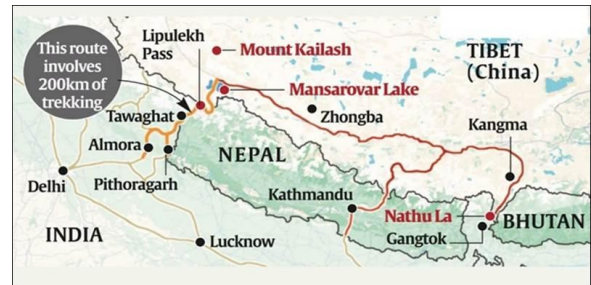 This route
involves
200km of
trekking
Lipulekh
Pass
Mount Kailash
TIBET
(China)
Mansarovar Lake
Tawaghat
Zhongba
Kangma
Almora
NEPAL
Delhi
Pithoragarh
Kathmandu
Nathu La
BHUTAN
INDIA
Lucknow
Gangtok